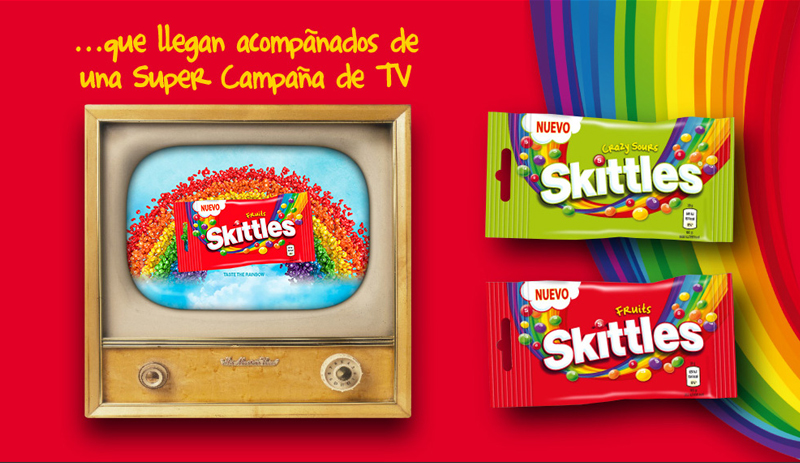 ...que llegan acompãnados de
una Super Campaña de TV
NUEVO
Fruits
Skittles
TASTE THE RAINBOW
NUEVO
Crazy Sours
Skittles
NUEVO
Fruits
Skittles